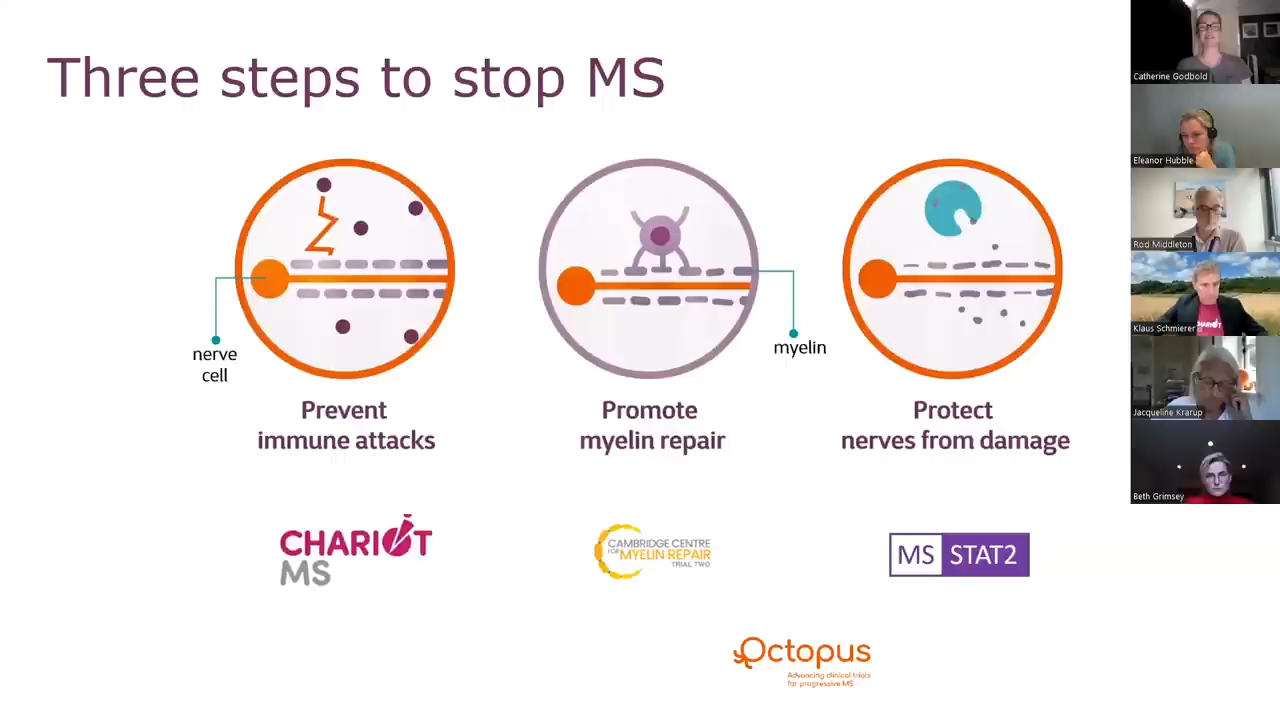 Three steps to stop MS
nerve
cell
myelin
Prevent
immune attacks
Promote
myelin repair
Protect
nerves from damage
CHARIOT
MS
CAMBRIDGE CENTRE
FOR MYELIN REPAIR
TRIAL TWO
MS STAT2
Octopus
Advancing clinical trials
for progressive MS
Catherine Godbold
Eleanor Hubble
Rod Middleton
Klaus Schmierer
CHARIOT
Jacqueline Krarup
Beth Grimsey